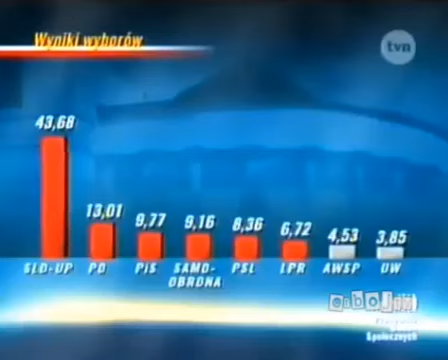 Wyniki wyborów
tvn
43,68
13,01
9,77
9,16
8,36
6,72
4,53
3,85
SLD-UP
PO
PiS
SAMO-
OBRONA
PSL
LPR
AWSP
UW
Społecznych